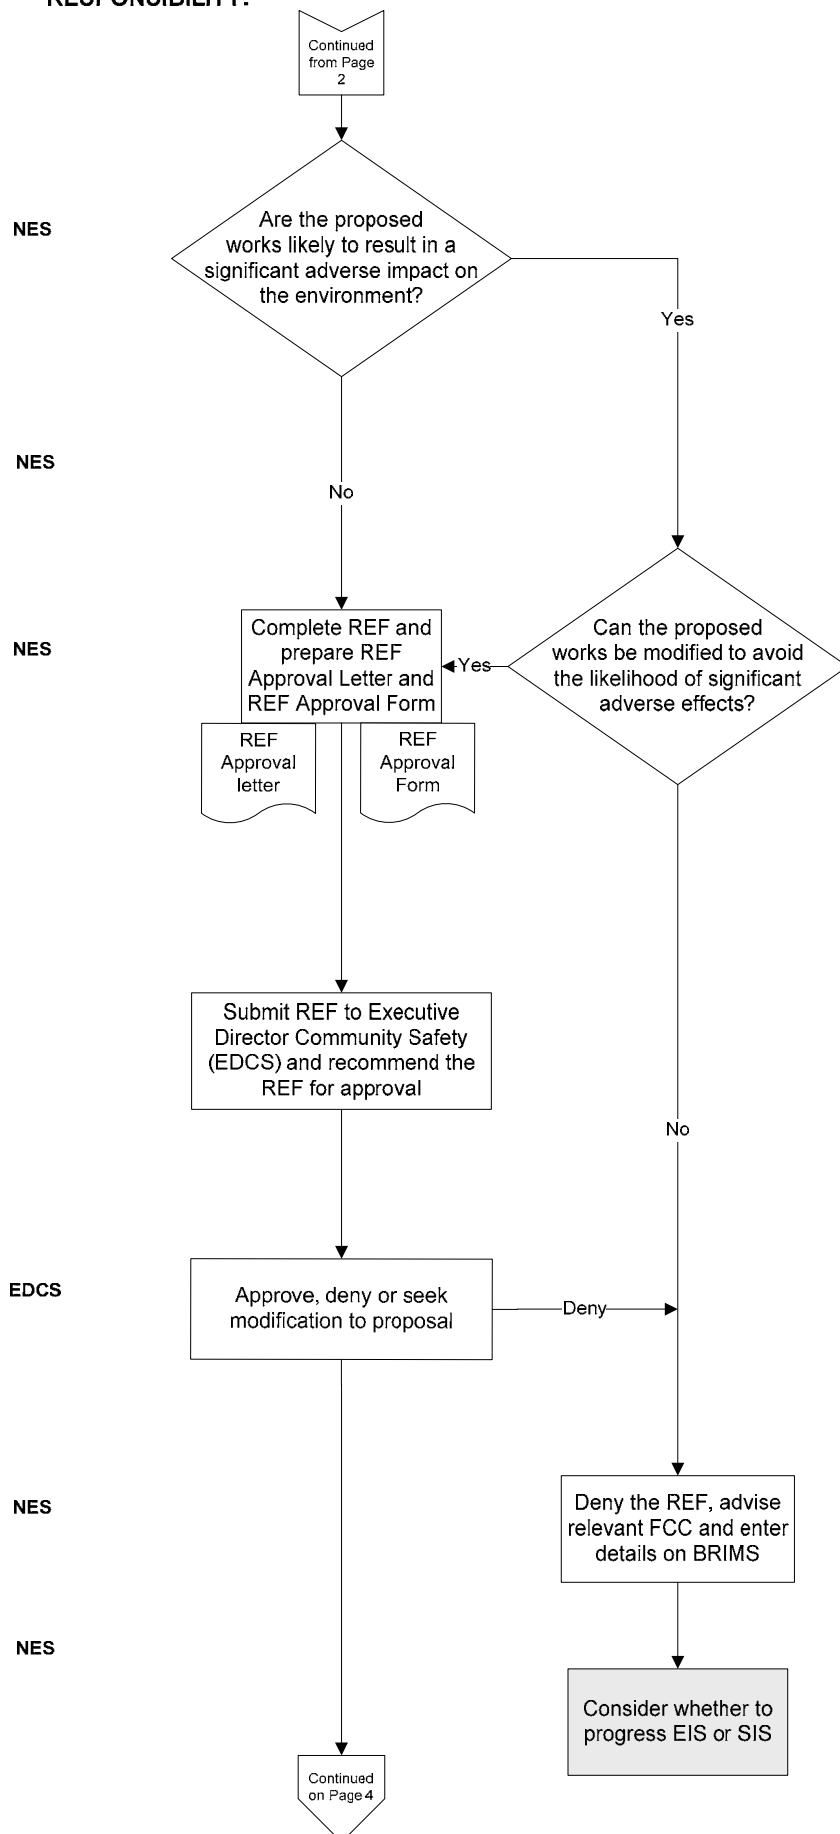 RESPONSIBILITY:
Continued
from Page
2
NES
Are the proposed
works likely to result in a
significant adverse impact on
the environment?
Yes
NES
No
NES
Complete REF and
prepare REF
Approval Letter and
REF Approval Form
Yes
Can the proposed
works be modified to avoid
the likelihood of significant
adverse effects?
REF
Approval
letter
REF
Approval
Form
Submit REF to Executive
Director Community Safety
(EDCS) and recommend the
REF for approval
No
EDCS
Approve, deny or seek
modification to proposal
Deny
NES
Deny the REF, advise
relevant FCC and enter
details on BRIMS
NES
Consider whether to
progress EIS or SIS
Continued
on Page 4